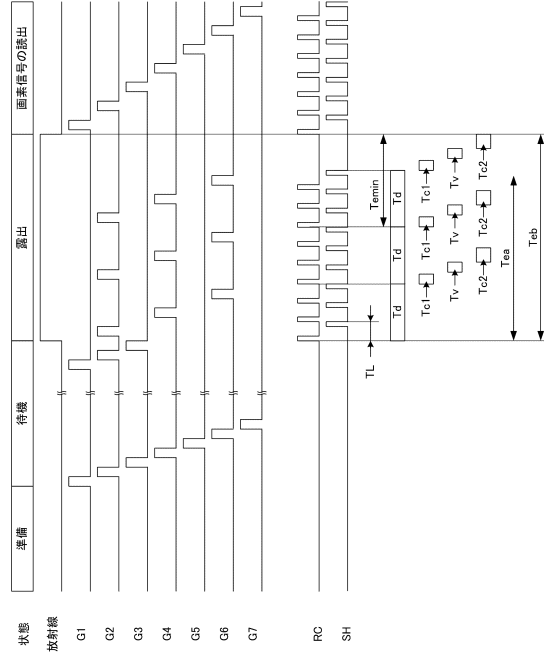 状態
準備
待機
露出
画素信号の読出
放射線
G1
G2
G3
G4
G5
G6
G7
RC
SH
TL
Temin
Td
Td
Td
Tc1
Tc1
Tc1
Tv
Tv
Tv
Tc2
Tc2
Tc2
Tea
Teb